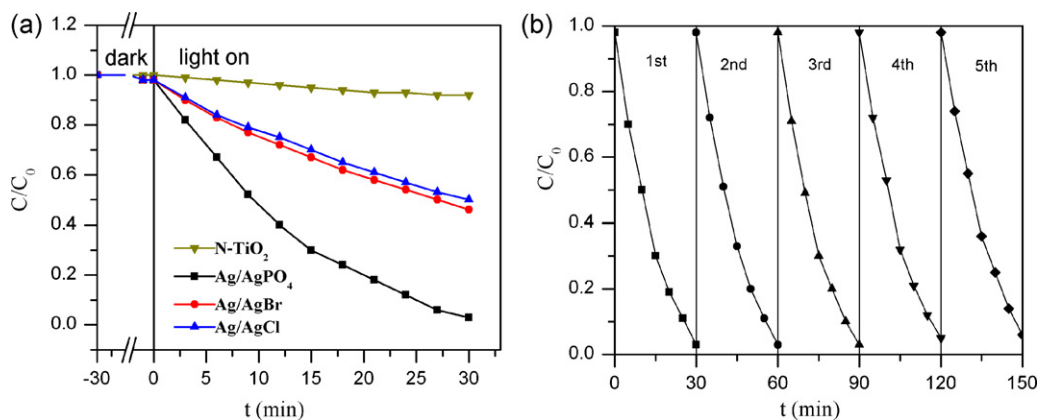 (a)
1.2
1.0
0.8
0.6
0.4
0.2
0.0
C/C₀
dark
light on
N-TiO₂
Ag/AgPO₄
Ag/AgBr
Ag/AgCl
-30 0 5 10 15 20 25 30
t (min)
(b)
1.0
0.8
0.6
0.4
0.2
0.0
C/C₀
1st 2nd 3rd 4th 5th
0 30 60 90 120 150
t (min)